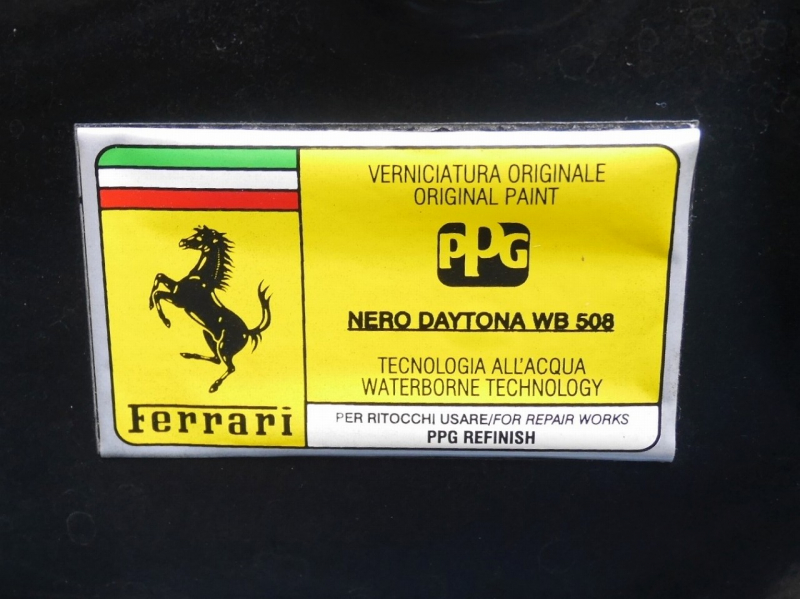 VERNICIATURA ORIGINALE
ORIGINAL PAINT
PPG
NERO DAYTONA WB 508
TECNOLOGIA ALL'ACQUA
WATERBORNE TECHNOLOGY
Ferrari
PER RITOCCHI USARE/FOR REPAIR WORKS
PPG REFINISH